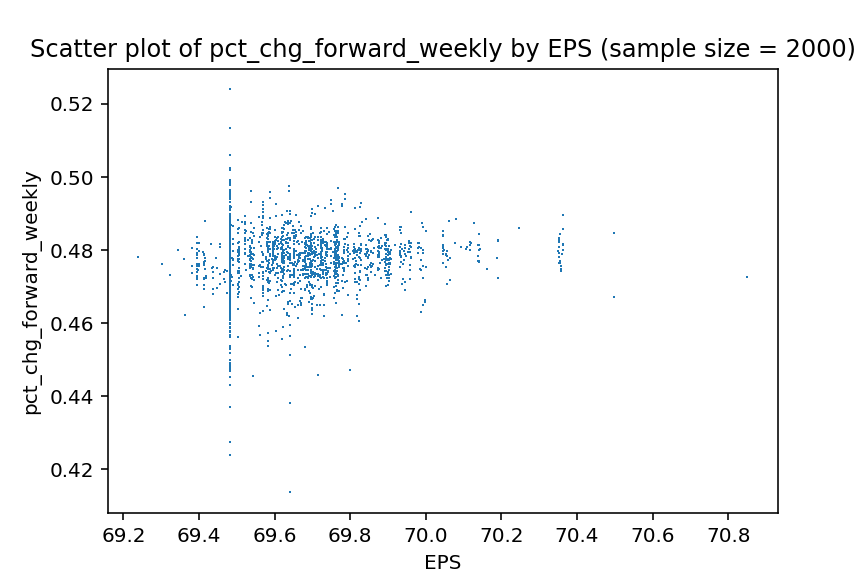 Scatter plot of pct_chg_forward_weekly by EPS (sample size = 2000)
pct_chg_forward_weekly
0.52
0.50
0.48
0.46
0.44
0.42
69.2 69.4 69.6 69.8 70.0 70.2 70.4 70.6 70.8
EPS